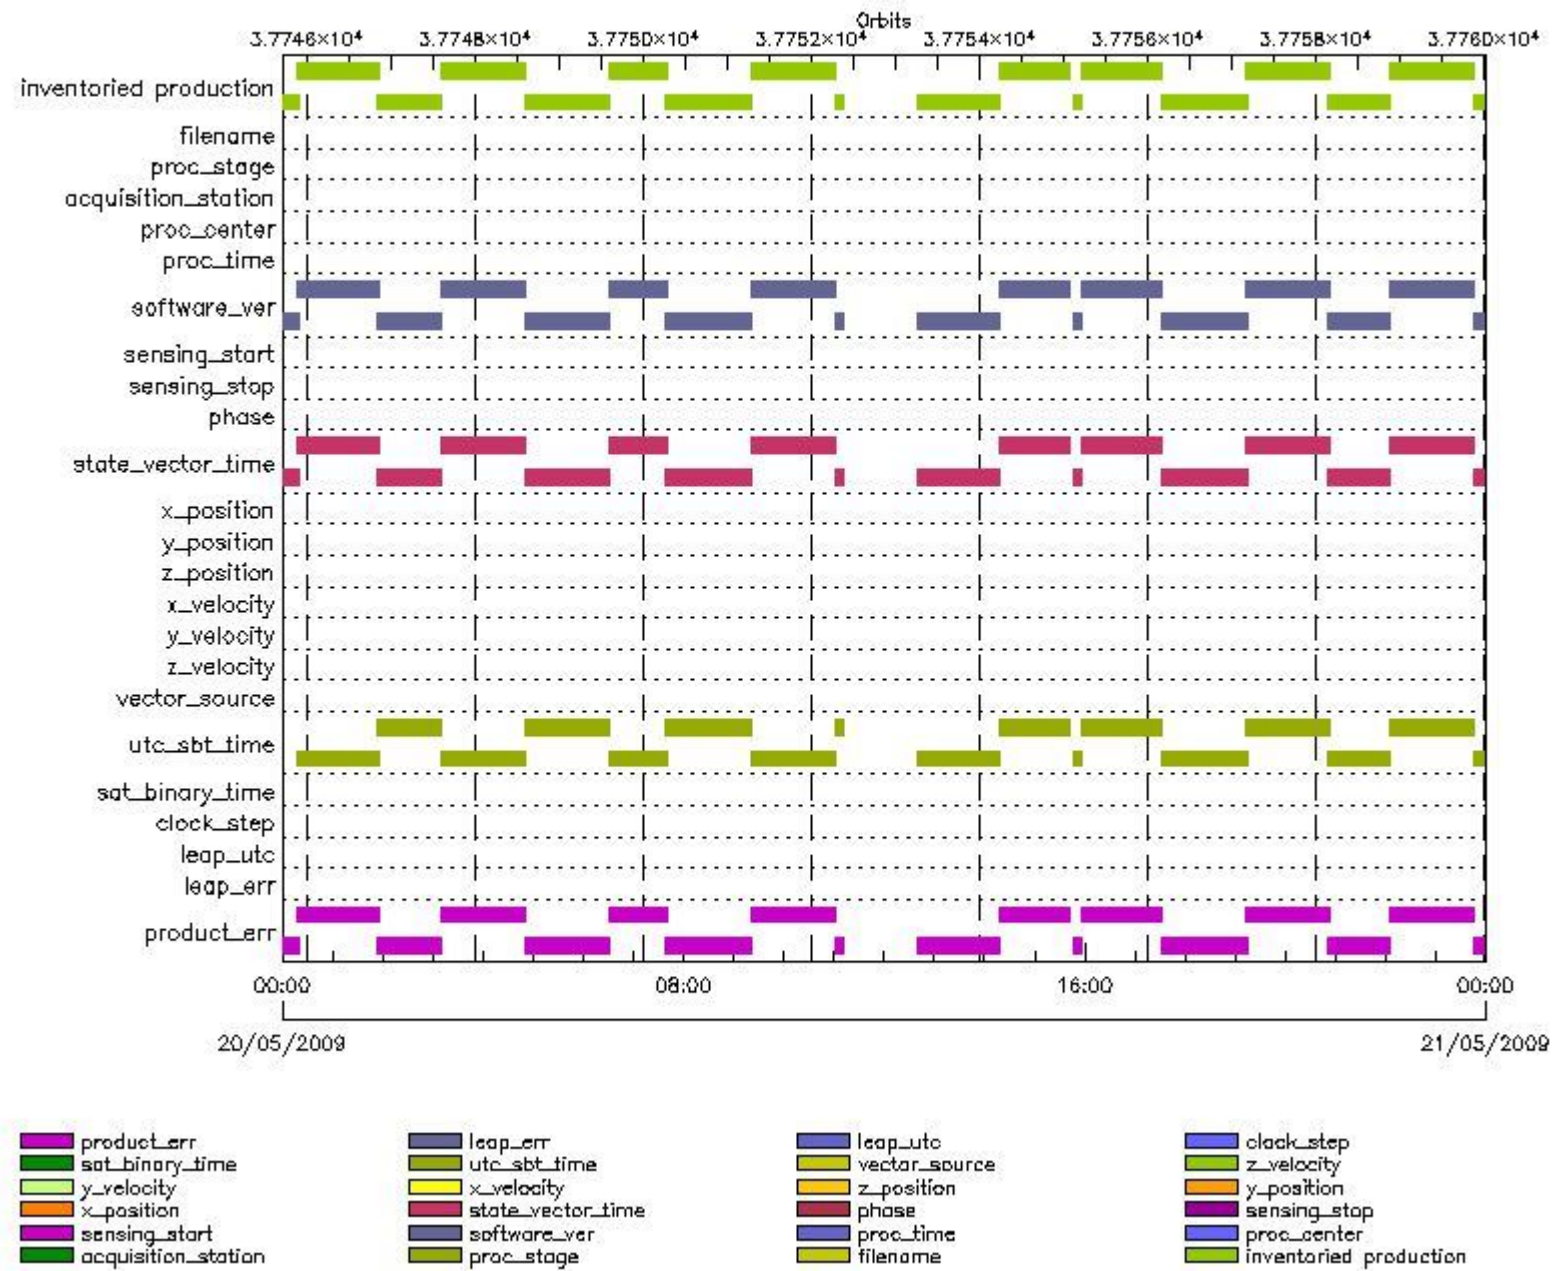 Orbits
3.7746×10⁴ 3.7748×10⁴ 3.7750×10⁴ 3.7752×10⁴ 3.7754×10⁴ 3.7756×10⁴ 3.7758×10⁴ 3.7760×10⁴
inventoried production
filename
proc_stage
acquisition_station
proc_center
proc_time
software_ver
sensing_start
sensing_stop
phase
state_vector_time
x_position
y_position
z_position
x_velocity
y_velocity
z_velocity
vector_source
utc_sbt_time
sat_binary_time
clock_step
leap_utc
leap_err
product_err
00:00 08:00 16:00 00:00
20/05/2009 21/05/2009
product_err leap_err leap_utc clock_step
sat_binary_time utc_sbt_time vector_source z_velocity
y_velocity x_velocity z_position y_position
x_position state_vector_time phase sensing_stop
sensing_start software_ver proc_time proc_center
acquisition_station proc_stage filename inventoried production